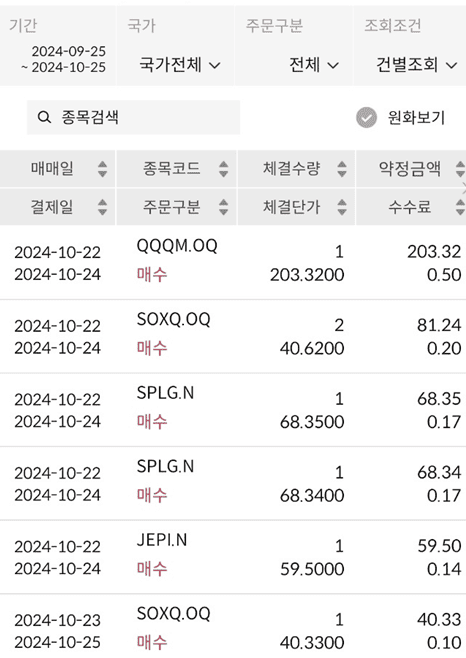 기간 국가 주문구분 조회조건
2024-09-25
~ 2024-10-25 국가전체 전체 건별조회
종목검색 원화보기
매매일 종목코드 체결수량 약정금액
결제일 주문구분 체결단가 수수료
2024-10-22 QQQM.OQ 1 203.32
2024-10-24 매수 203.3200 0.50
2024-10-22 SOXQ.OQ 2 81.24
2024-10-24 매수 40.6200 0.20
2024-10-22 SPLG.N 1 68.35
2024-10-24 매수 68.3500 0.17
2024-10-22 SPLG.N 1 68.34
2024-10-24 매수 68.3400 0.17
2024-10-22 JEPI.N 1 59.50
2024-10-24 매수 59.5000 0.14
2024-10-23 SOXQ.OQ 1 40.33
2024-10-25 매수 40.3300 0.10